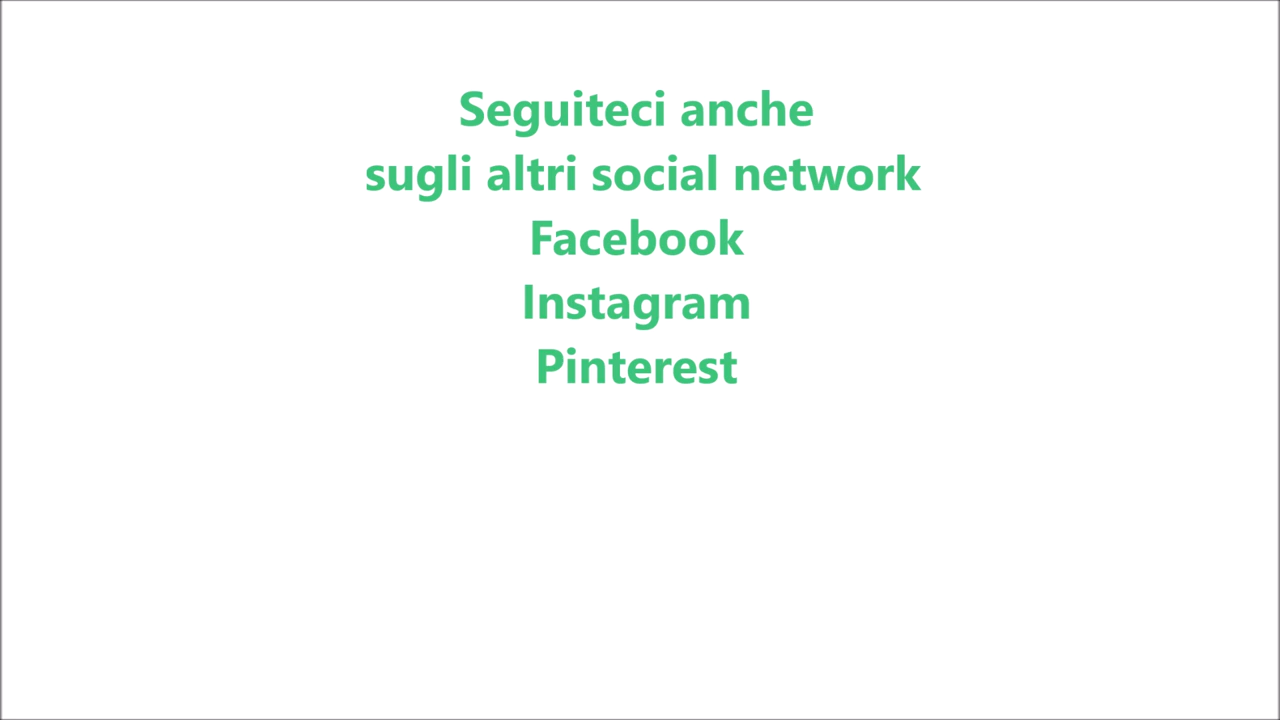 Seguiteci anche
sugli altri social network
Facebook
Instagram
Pinterest